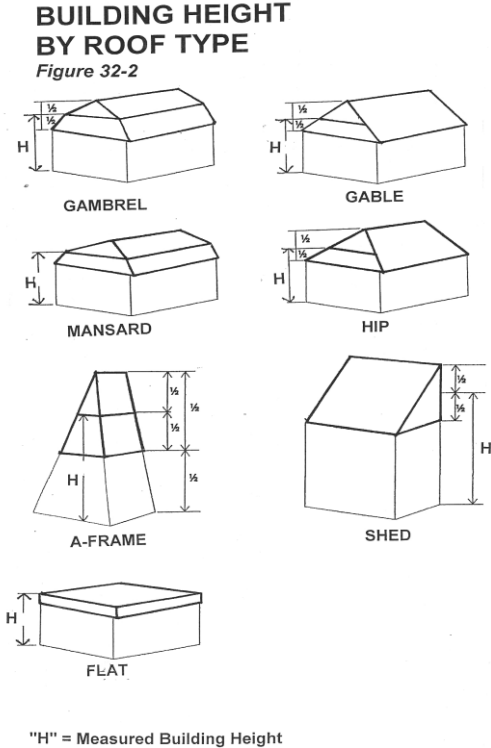 BUILDING HEIGHT
BY ROOF TYPE
Figure 32-2
½
½
H
GAMBREL
½
½
H
GABLE
H
MANSARD
½
½
H
HIP
½
½
½
H
½
A-FRAME
½
½
H
SHED
H
FLAT
"H" = Measured Building Height